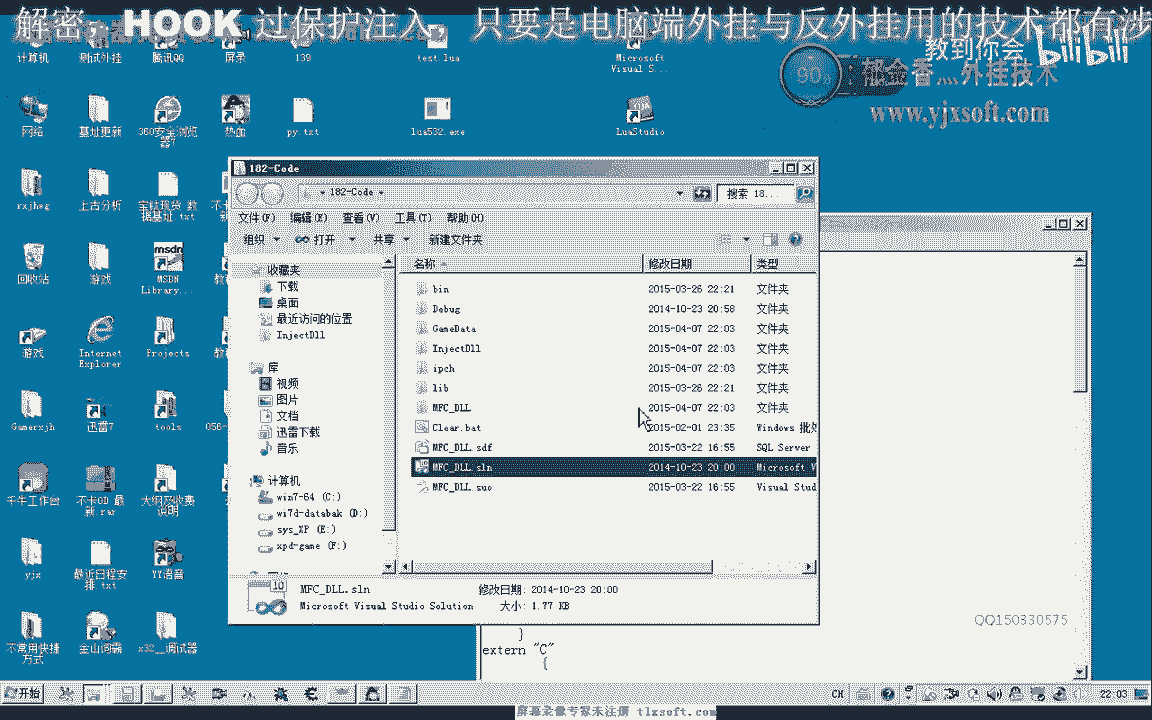 解密，HOOK 过保护注入， 只要是电脑端外挂与反外挂用的技术都有涉
教到你会
bilibili
90%
郁金香灬外挂技术
www.yjxsoft.com
计算机
测试外挂
腾讯QQ
屏录
139
test.lua
Microsoft Visual S...
网络
基址更新
360安全浏览器7
热血
py.txt
lua532.exe
LuaStudio
rxjhsg
上古分析
回收站
游戏
MSDN Library...
游戏
Internet Explorer
Projects
Gamerxjh
迅雷7
tools
056-
千牛工作台
不卡OD 最新.rar
大纲及收费说明
yjx
最近日程安排.txt
YY语音
不常用快捷方式
金山词霸
x32__调试器
182-Code
182-Code
搜索 18...
文件(F) 编辑(E) 查看(V) 工具(T) 帮助(H)
组织 打开 共享 新建文件夹
收藏夹
下载
桌面
最近访问的位置
InjectDll
库
视频
图片
文档
迅雷下载
音乐
计算机
win7-64 (C:)
wi7d-databak (D:)
sys_XP (E:)
xpd-game (F:)
名称 修改日期 类型
bin 2015-03-26 22:21 文件夹
Debug 2014-10-23 20:58 文件夹
GameData 2015-04-07 22:03 文件夹
InjectDll 2015-04-07 22:03 文件夹
ipch 2015-04-07 22:03 文件夹
lib 2015-03-26 22:21 文件夹
MFC_DLL 2015-04-07 22:03 文件夹
Clear.bat 2015-02-01 23:35 Windows 批处
MFC_DLL.sdf 2015-03-22 16:55 SQL Server
MFC_DLL.sln 2014-10-23 20:00 Microsoft V
MFC_DLL.suo 2015-03-22 16:55 Visual Stud
MFC_DLL.sln 修改日期: 2014-10-23 20:00
Microsoft Visual Studio Solution 大小: 1.77 KB
QQ150330575
}
extern "C"
{
开始
CH
22:03
屏幕录像专家未注册 tlxsoft.com